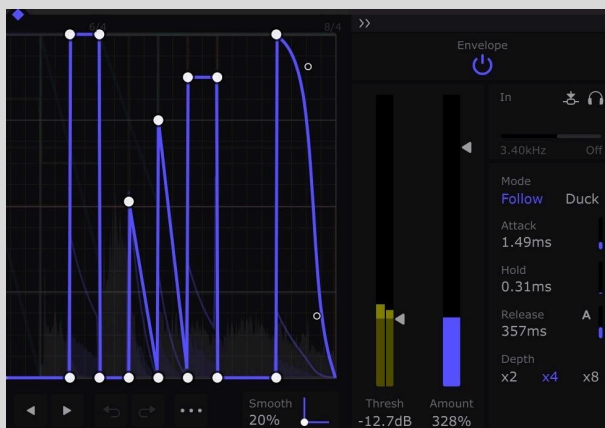 6/4
8/4
Envelope
In
3.40kHz Off
Mode
Follow Duck
Attack
1.49ms
Hold
0.31ms
Release A
357ms
Depth
x2 x4 x8
Smooth
20%
Thresh Amount
-12.7dB 328%